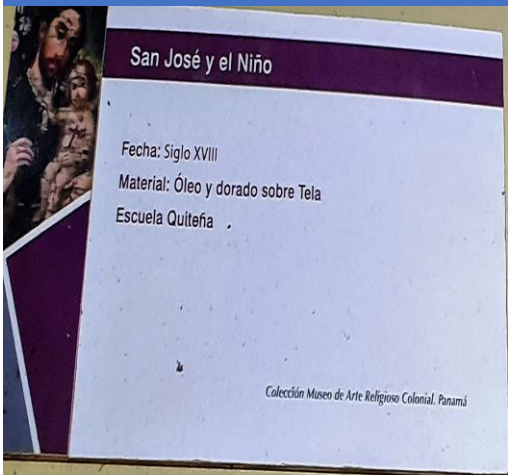 San José y el Niño
Fecha: Siglo XVIII
Material: Óleo y dorado sobre Tela
Escuela Quiteña
Colección Museo de Arte Religioso Colonial. Panamá